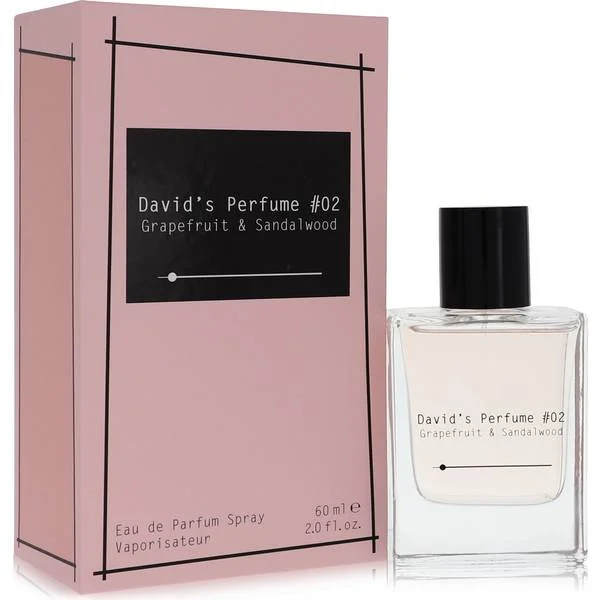 David's Perfume #02
Grapefruit & Sandalwood
Eau de Parfum Spray
Vaporisateur
60 ml e
2.0 fl.oz.
David's Perfume #02
Grapefruit & Sandalwood